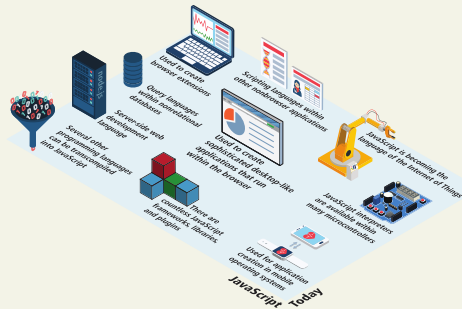 Used to create
browser extensions
Scripting languages within
other nonbrowser applications
Query languages
within nonrelational
databases
node JS
Server-side web
development
language
Several other
programming languages
can be transcompiled
into JavaScript
Used to create
sophisticated desktop-like
applications that run
within the browser
JavaScript is becoming the
language of the Internet of Things
There are
countless JavaScript
frameworks, libraries,
and plugins
JavaScript interpreters
are available within
many microcontrollers
Used for application
creation in mobile
operating systems
JavaScript
Today